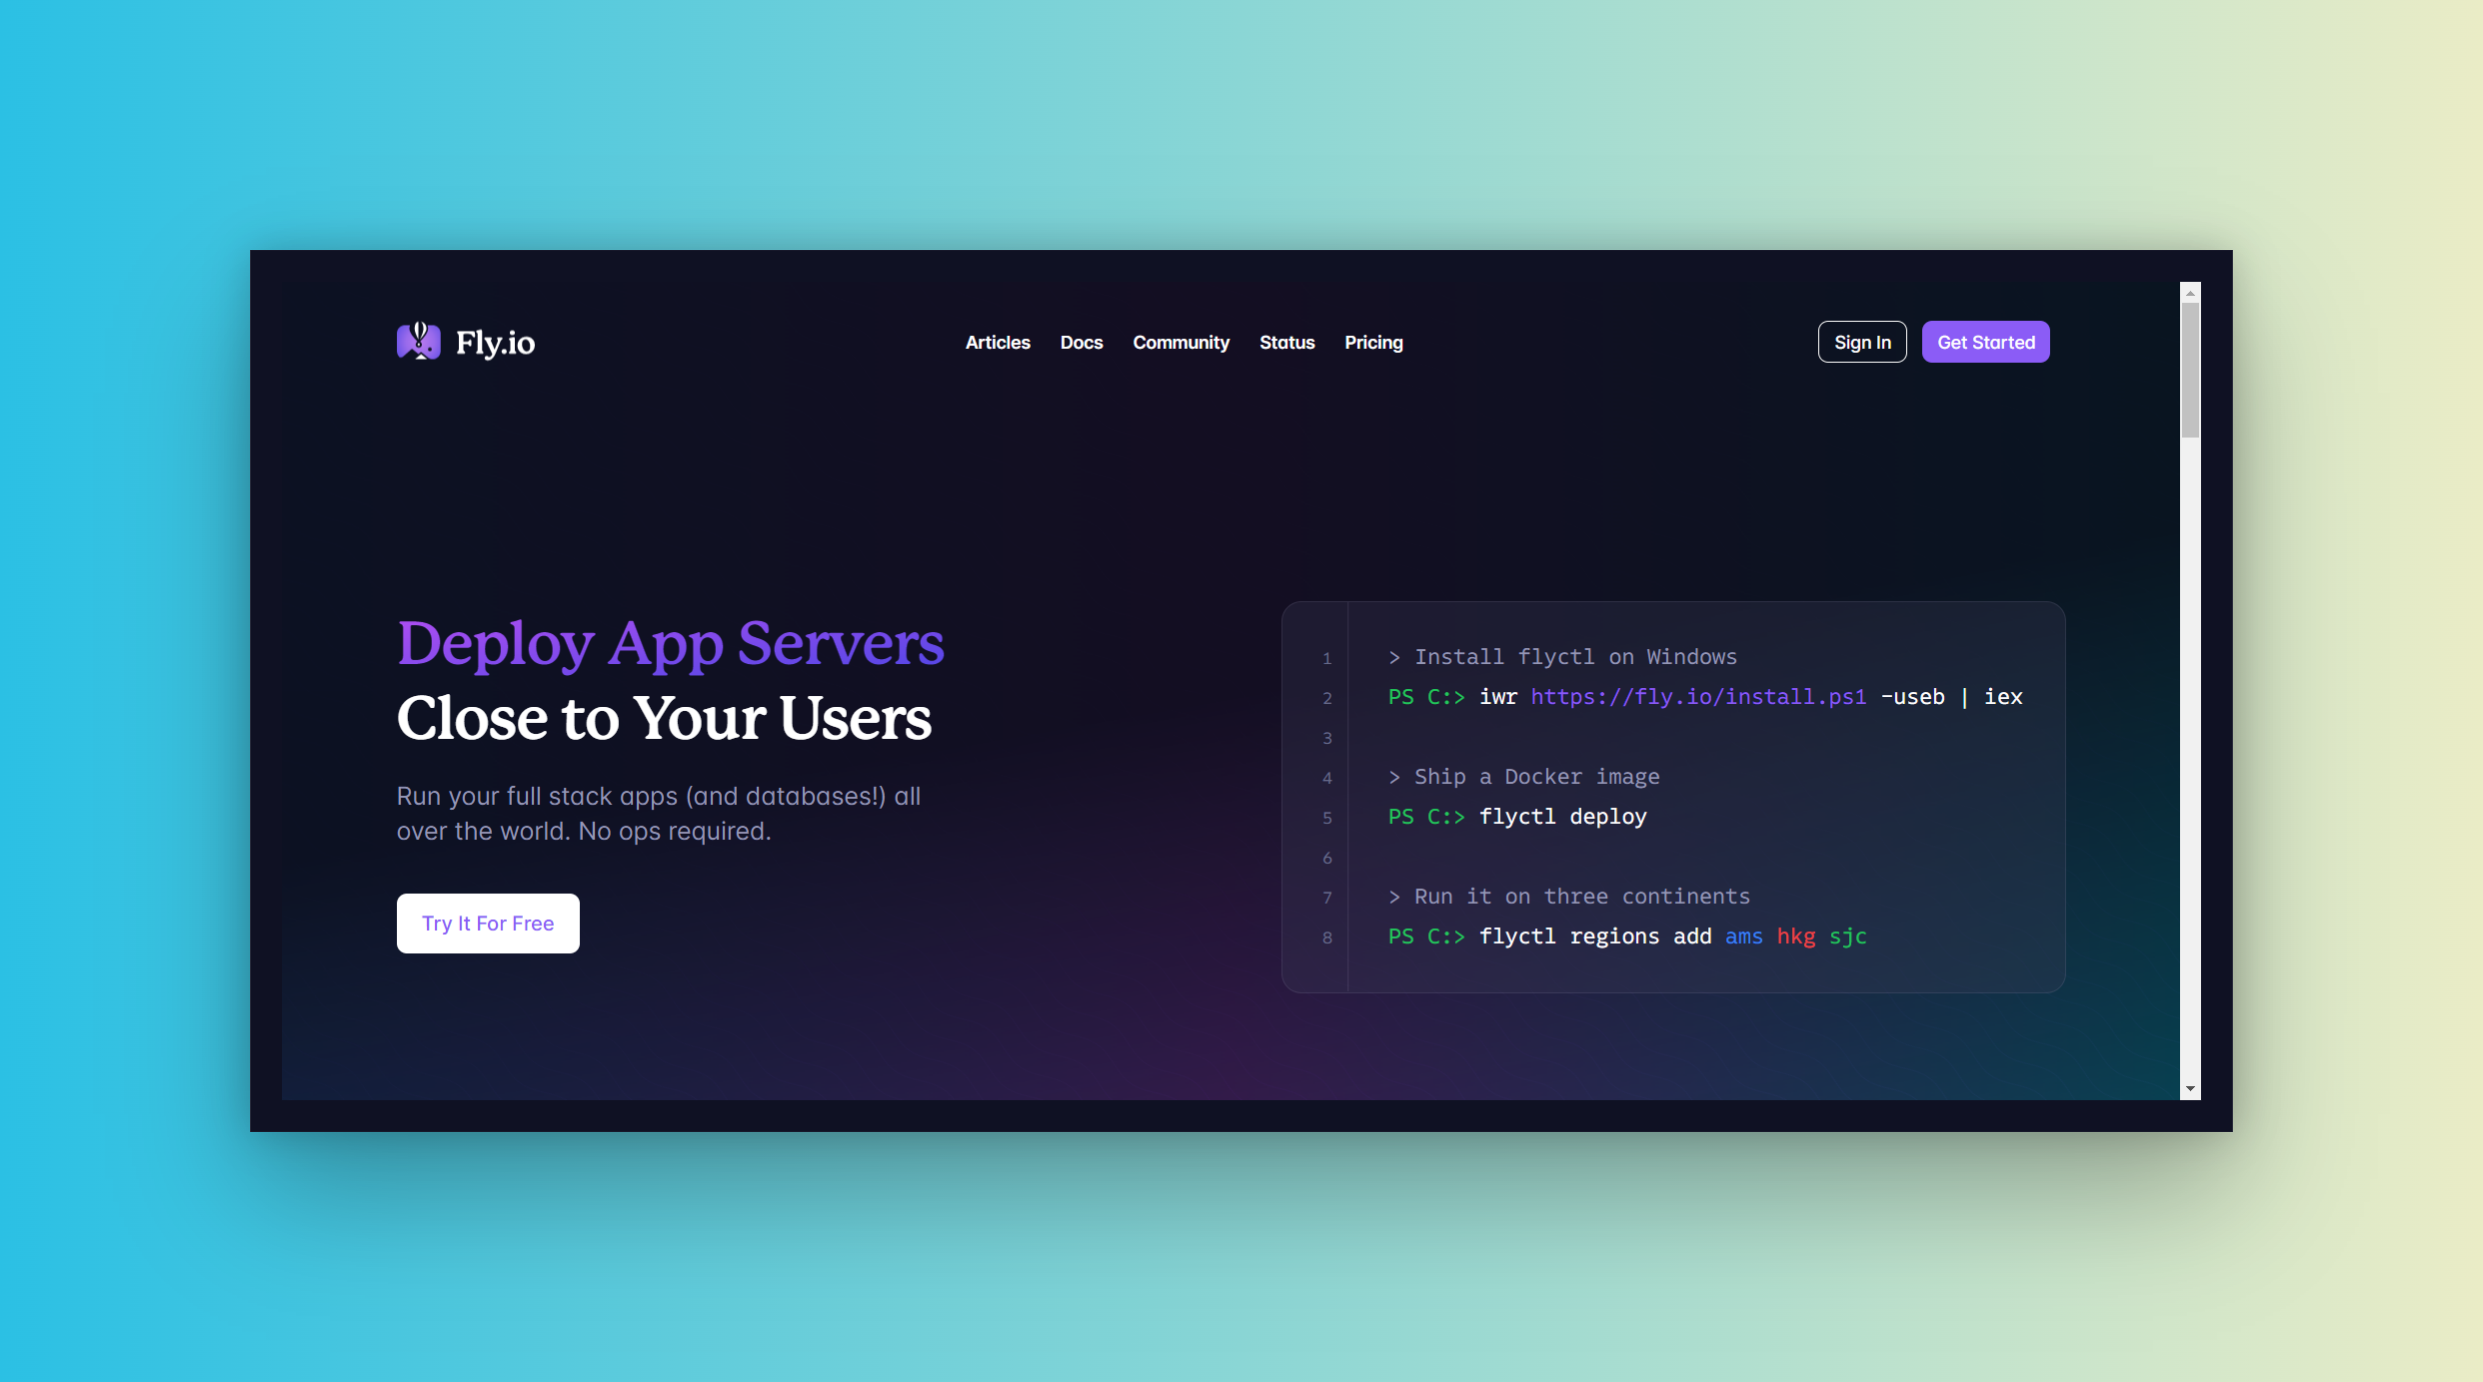 Fly.io
Articles Docs Community Status Pricing
Sign In Get Started
Deploy App Servers
Close to Your Users
Run your full stack apps (and databases!) all
over the world. No ops required.
Try It For Free
1 > Install flyctl on Windows
2 PS C:> iwr https://fly.io/install.ps1 -useb | iex
3
4 > Ship a Docker image
5 PS C:> flyctl deploy
6
7 > Run it on three continents
8 PS C:> flyctl regions add ams hkg sjc